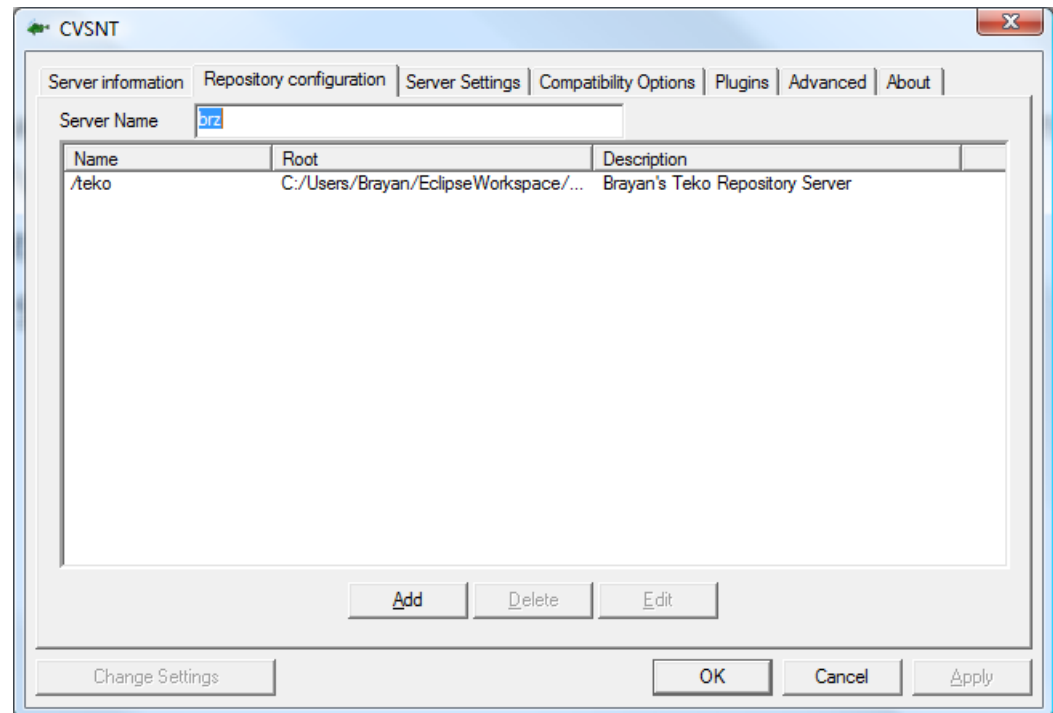 CVSNT
Server information Repository configuration Server Settings Compatibility Options Plugins Advanced About
Server Name brz
Name Root Description
/teko C:/Users/Brayan/EclipseWorkspace/... Brayan's Teko Repository Server
Add Delete Edit
Change Settings OK Cancel Apply